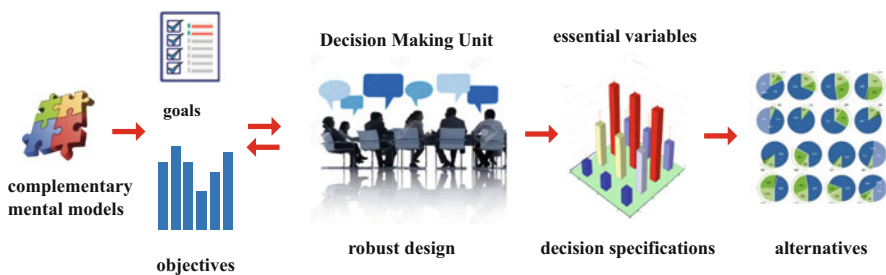 Decision Making Unit
essential variables
goals
complementary
mental models
objectives
robust design
decision specifications
alternatives